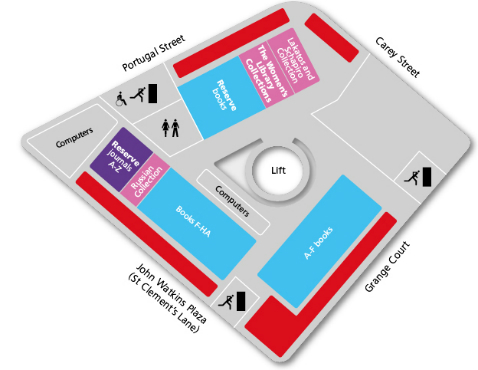 Portugal Street
Carey Street
Lakatos and
Schapiro
Collection
The Women's
Library
Collections
Reserve
books
Computers
Reserve
journals
A-Z
Russian
Collection
Lift
Computers
Books F-HA
A-F books
Grange Court
John Watkins Plaza
(St Clement's Lane)